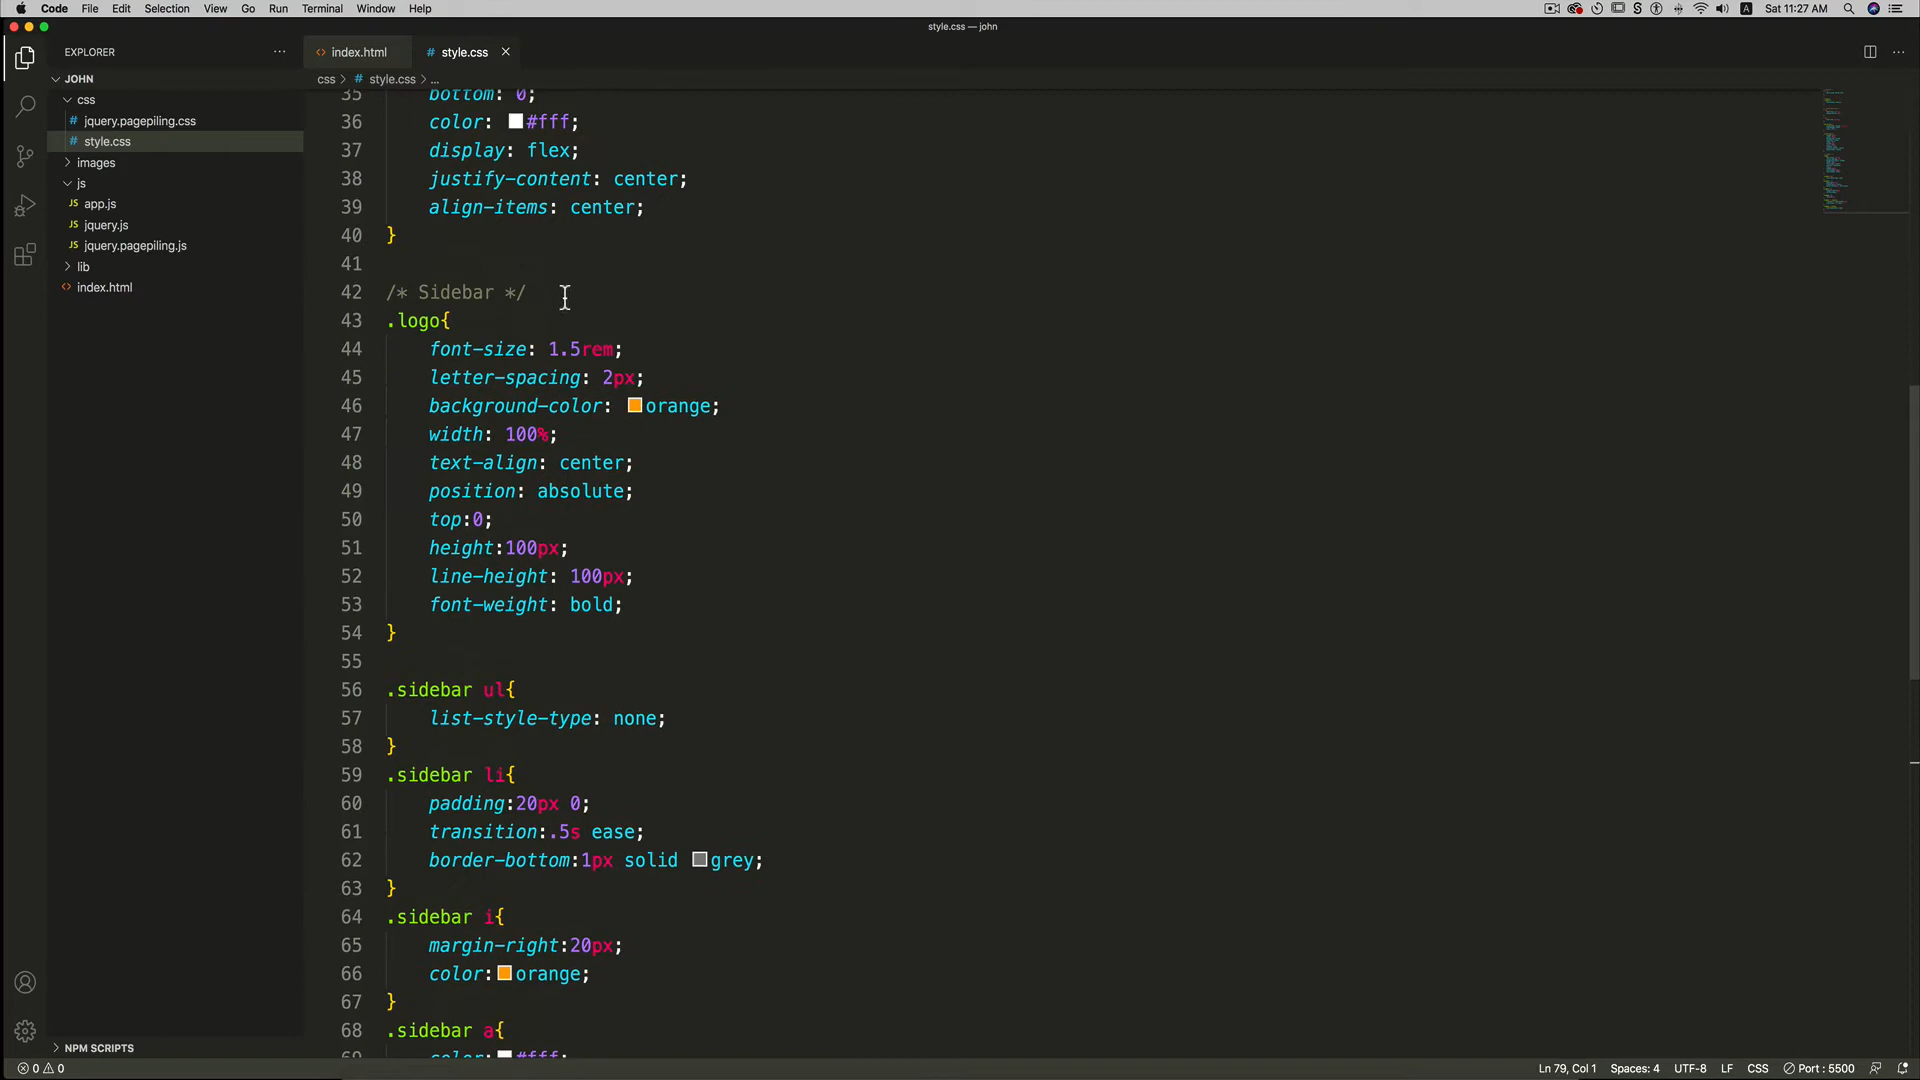 Code File Edit Selection View Go Run Terminal Window Help
Sat 11:27 AM
style.css — john
EXPLORER
JOHN
css
jquery.pagepiling.css
style.css
images
js
JS app.js
JS jquery.js
JS jquery.pagepiling.js
lib
index.html
NPM SCRIPTS
index.html
# style.css
css > # style.css > ...
35 bottom: 0;
36 color: #fff;
37 display: flex;
38 justify-content: center;
39 align-items: center;
40 }
41
42 /* Sidebar */
43 .logo{
44 font-size: 1.5rem;
45 letter-spacing: 2px;
46 background-color: orange;
47 width: 100%;
48 text-align: center;
49 position: absolute;
50 top:0;
51 height:100px;
52 line-height: 100px;
53 font-weight: bold;
54 }
55
56 .sidebar ul{
57 list-style-type: none;
58 }
59 .sidebar li{
60 padding:20px 0;
61 transition:.5s ease;
62 border-bottom:1px solid grey;
63 }
64 .sidebar i{
65 margin-right:20px;
66 color:orange;
67 }
68 .sidebar a{
69 color:#fff;
0 0
Ln 79, Col 1 Spaces: 4 UTF-8 LF CSS Port : 5500